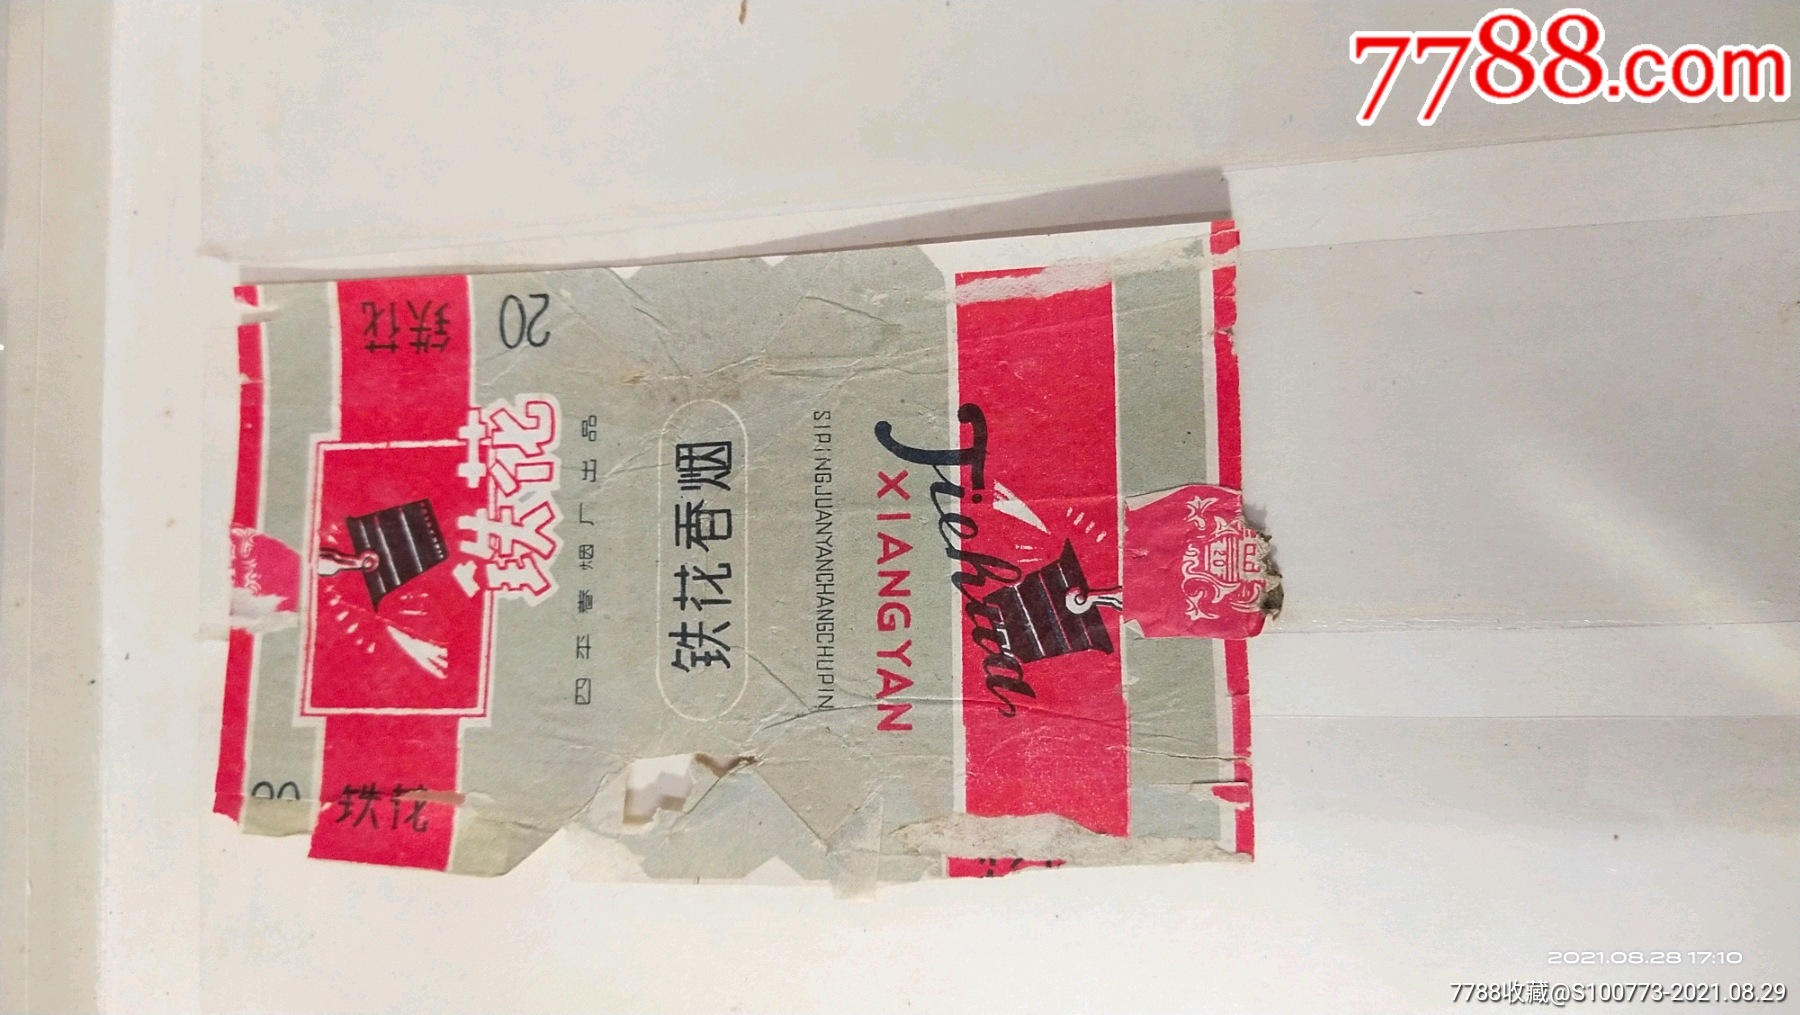 7788.com
铁花
20
铁花
四平卷烟厂出品
铁花香烟
SIPINGJUANYANCHANGCHUPIN
XIANGYAN
Tiehua
20
铁花
2021.08.28 17:10
7788收藏@S100773-2021.08.29